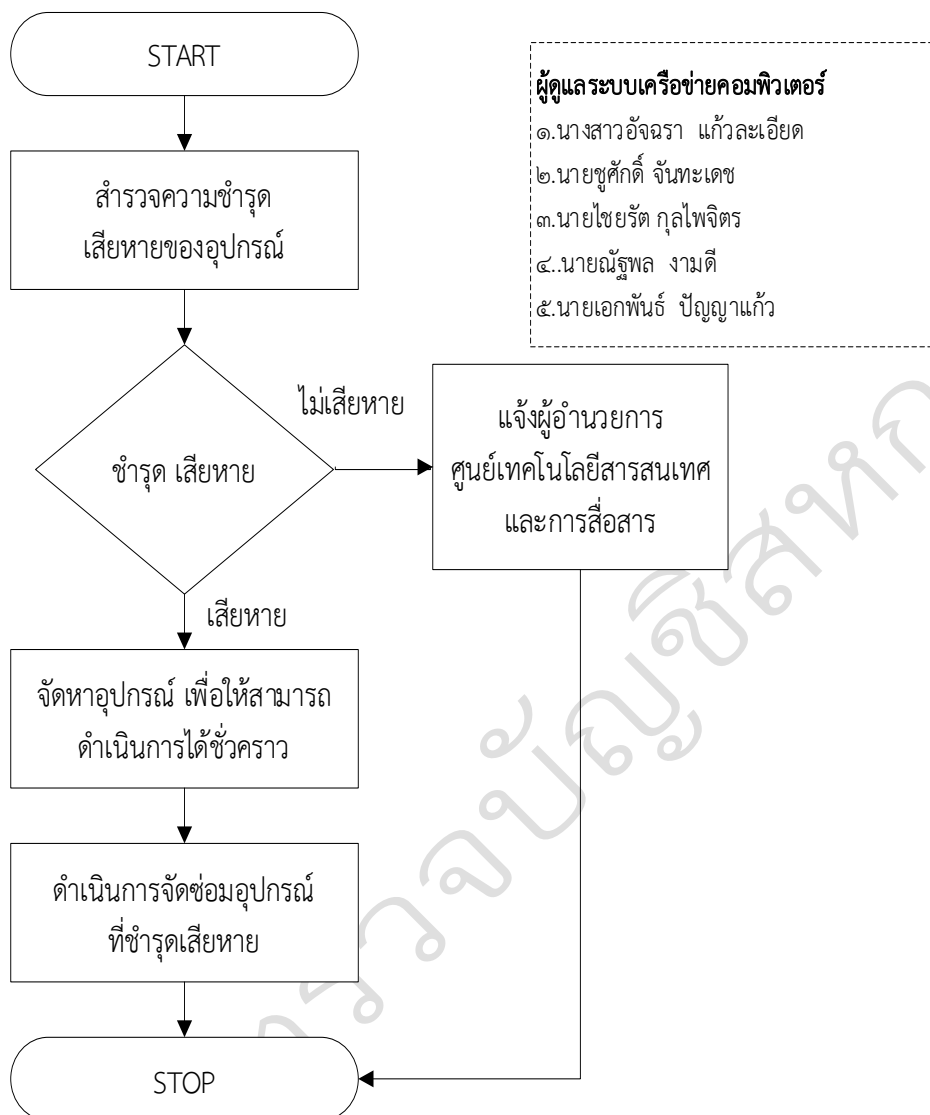 START
ผู้ดูแลระบบเครือข่ายคอมพิวเตอร์
๑.นางสาวอัจฉรา แก้วละเอียด
๒.นายชูศักดิ์ จันทะเดช
๓.นายไชยรัต กุลไพจิตร
๔..นายณัฐพล งามดี
๕.นายเอกพันธ์ ปัญญาแก้ว
สำรวจความชำรุด
เสียหายของอุปกรณ์
ชำรุด เสียหาย
ไม่เสียหาย
แจ้งผู้อำนวยการ
ศูนย์เทคโนโลยีสารสนเทศ
และการสื่อสาร
เสียหาย
จัดหาอุปกรณ์ เพื่อให้สามารถ
ดำเนินการได้ชั่วคราว
ดำเนินการจัดซ่อมอุปกรณ์
ที่ชำรุดเสียหาย
STOP